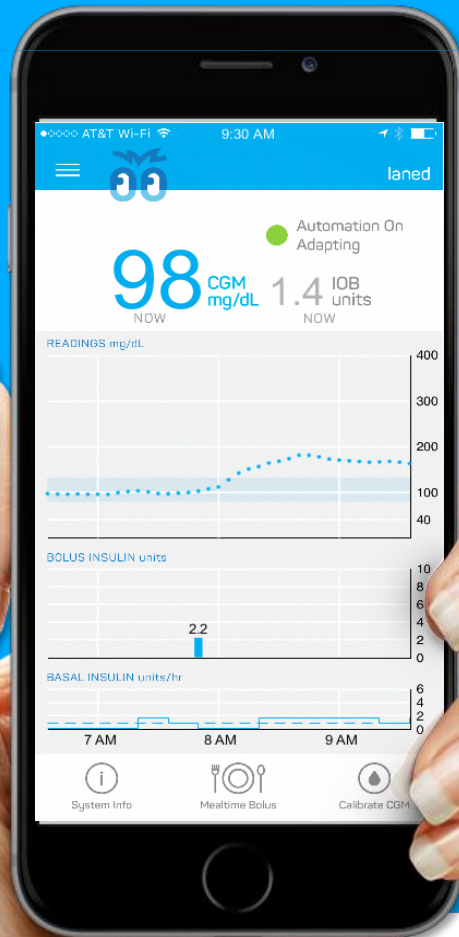 AT&T Wi-Fi
9:30 AM
laned
Automation On
Adapting
98 CGM mg/dL
NOW
1.4 IOB units
NOW
READINGS mg/dL
400
300
200
100
40
BOLUS INSULIN units
10
8
6
4
2
0
2.2
BASAL INSULIN units/hr
6
4
2
0
7 AM 8 AM 9 AM
i
System Info
Mealtime Bolus
Calibrate CGM